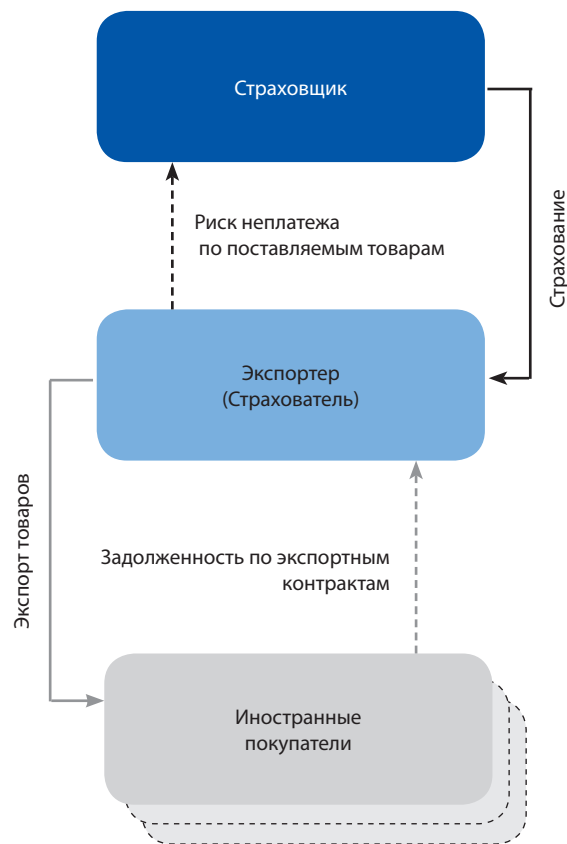 Страховщик
Риск неплатежа
по поставляемым товарам
Страхование
Экспортер
(Страхователь)
Экспорт товаров
Задолженность по экспортным
контрактам
Иностранные
покупатели